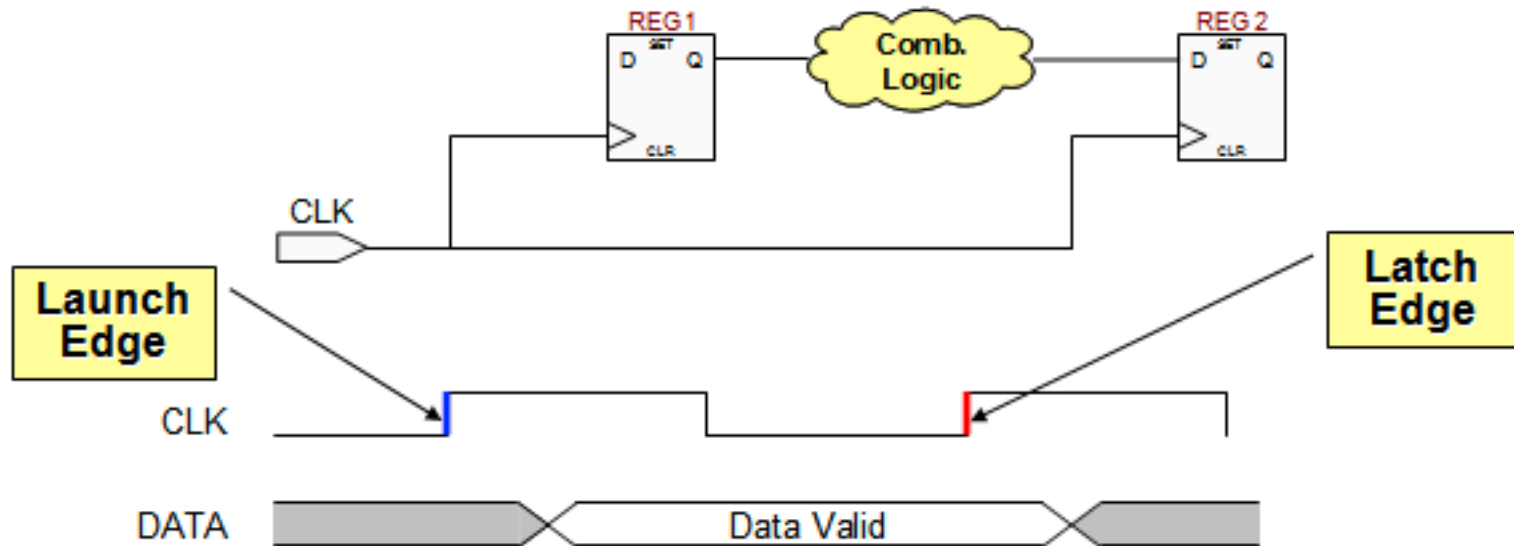 REG1
REG2
SET
D
Q
CLR
Comb.
Logic
SET
D
Q
CLR
CLK
Launch
Edge
Latch
Edge
CLK
DATA
Data Valid